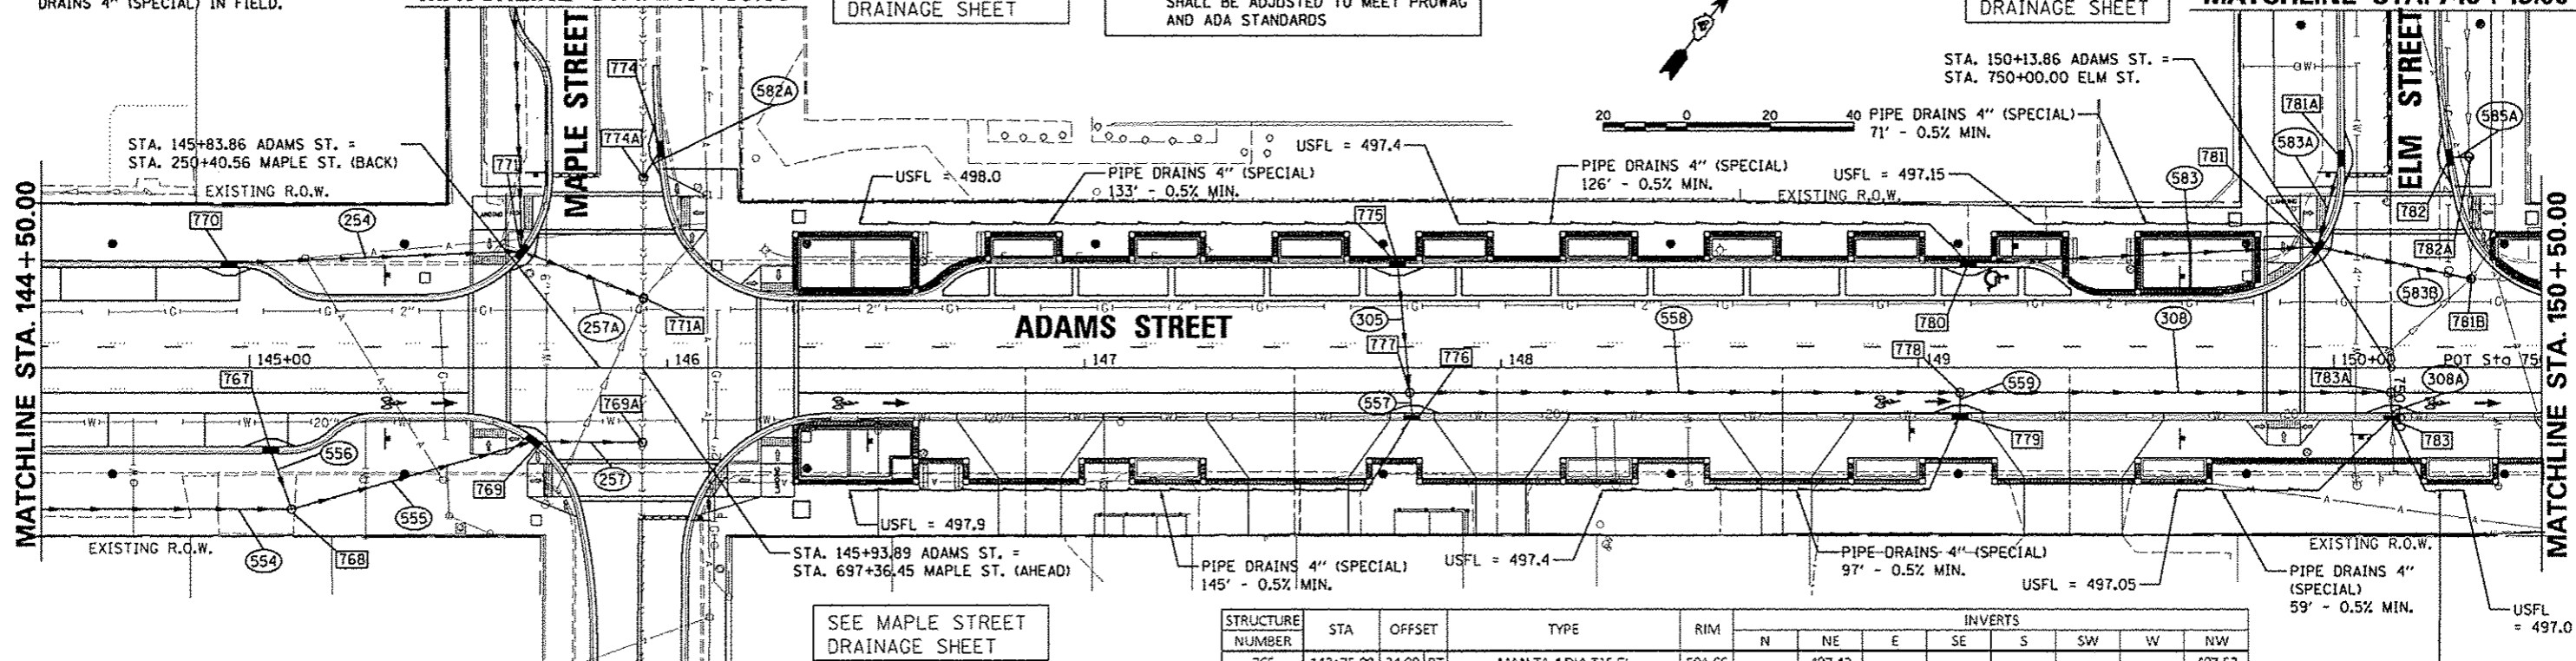 DRAINS 4" (SPECIAL) IN FIELD.
DRAINAGE SHEET
SHALL BE ADJUSTED TO MEET PROWAG
AND ADA STANDARDS
DRAINAGE SHEET
MATCHLINE STA. 144+50.00
MATCHLINE STA. 150+50.00
MAPLE STREET
ELM STREET
ADAMS STREET
774
582A
774A
771
STA. 145+83.86 ADAMS ST. =
STA. 250+40.56 MAPLE ST. (BACK)
EXISTING R.O.W.
770
254
USFL = 498.0
PIPE DRAINS 4" (SPECIAL)
133' - 0.5% MIN.
USFL = 497.4
20 0 20 40
PIPE DRAINS 4" (SPECIAL)
71' - 0.5% MIN.
PIPE DRAINS 4" (SPECIAL)
126' - 0.5% MIN.
USFL = 497.15
EXISTING R.O.W.
STA. 150+13.86 ADAMS ST. =
STA. 750+00.00 ELM ST.
781A
583A
585A
781
583
782
782A
583B
781B
LANDING
LANDING
775
257A
771A
305
558
780
308
777
776
778
559
145+00
146
147
148
149
150+00
POT Sta 75
767
769A
557
783A
308A
556
769
257
779
783
555
554
768
EXISTING R.O.W.
USFL = 497.9
STA. 145+93.89 ADAMS ST. =
STA. 697+36.45 MAPLE ST. (AHEAD)
PIPE DRAINS 4" (SPECIAL)
145' - 0.5% MIN.
USFL = 497.4
PIPE DRAINS 4" (SPECIAL)
97' - 0.5% MIN.
USFL = 497.05
EXISTING R.O.W.
PIPE DRAINS 4"
(SPECIAL)
59' - 0.5% MIN.
USFL
= 497.0
SEE MAPLE STREET
DRAINAGE SHEET
STRUCTURE NUMBER STA OFFSET TYPE RIM INVERTS
N NE E SE S SW W NW